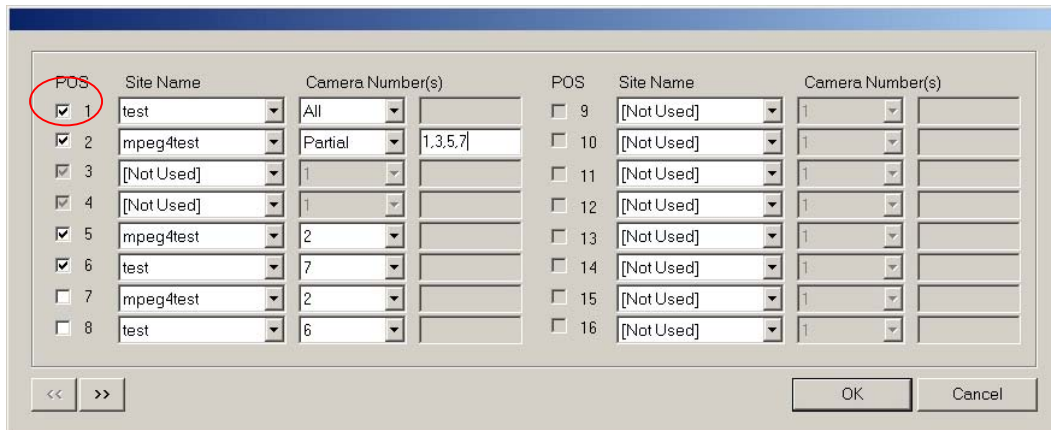 POS Site Name Camera Number(s) POS Site Name Camera Number(s)
1 test All 9 [Not Used] 1
2 mpeg4test Partial 1,3,5,7 10 [Not Used] 1
3 [Not Used] 1 11 [Not Used] 1
4 [Not Used] 1 12 [Not Used] 1
5 mpeg4test 2 13 [Not Used] 1
6 test 7 14 [Not Used] 1
7 mpeg4test 2 15 [Not Used] 1
8 test 6 16 [Not Used] 1
<< >> OK Cancel